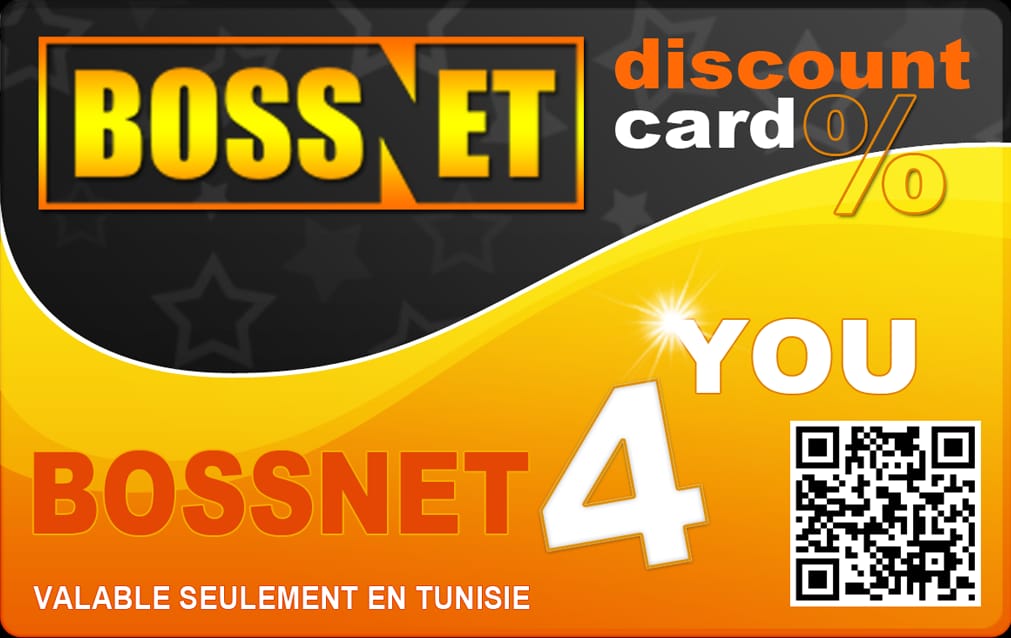 BOSSNET
discount
card %
YOU
4
BOSSNET
VALABLE SEULEMENT EN TUNISIE